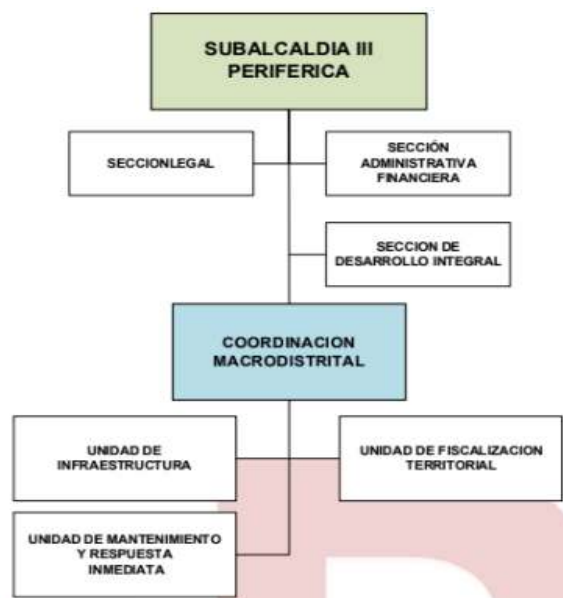 SUBALCALDIA III
PERIFERICA
SECCIONLEGAL
SECCIÓN
ADMINISTRATIVA
FINANCIERA
SECCION DE
DESARROLLO INTEGRAL
COORDINACION
MACRODISTRITAL
UNIDAD DE
INFRAESTRUCTURA
UNIDAD DE FISCALIZACION
TERRITORIAL
UNIDAD DE MANTENIMIENTO
Y RESPUESTA
INMEDIATA